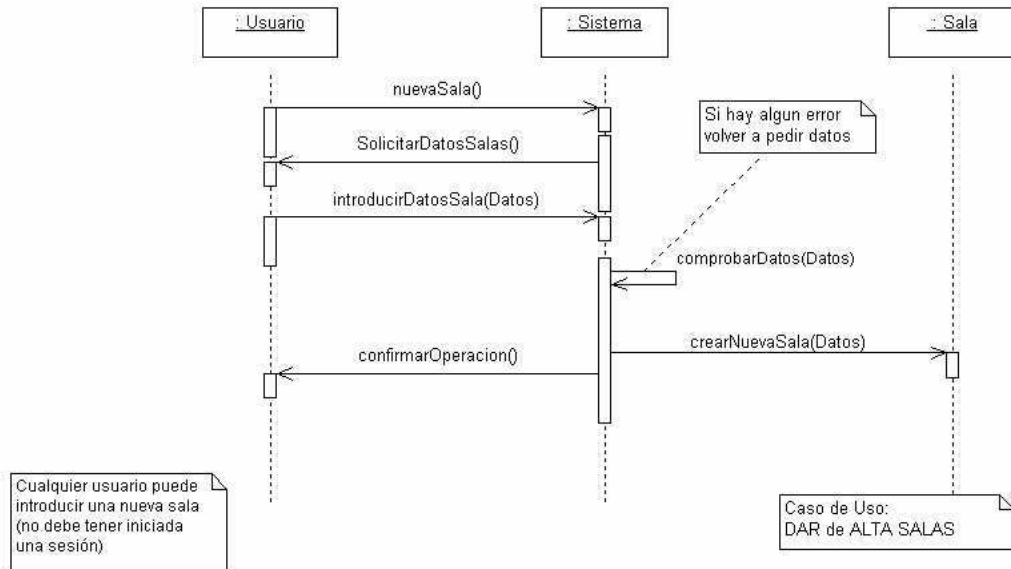 : Usuario
: Sistema
: Sala
nuevaSala()
Si hay algun error
volver a pedir datos
SolicitarDatosSalas()
introducirDatosSala(Datos)
comprobarDatos(Datos)
crearNuevaSala(Datos)
confirmarOperacion()
Cualquier usuario puede
introducir una nueva sala
(no debe tener iniciada
una sesión)
Caso de Uso:
DAR de ALTA SALAS